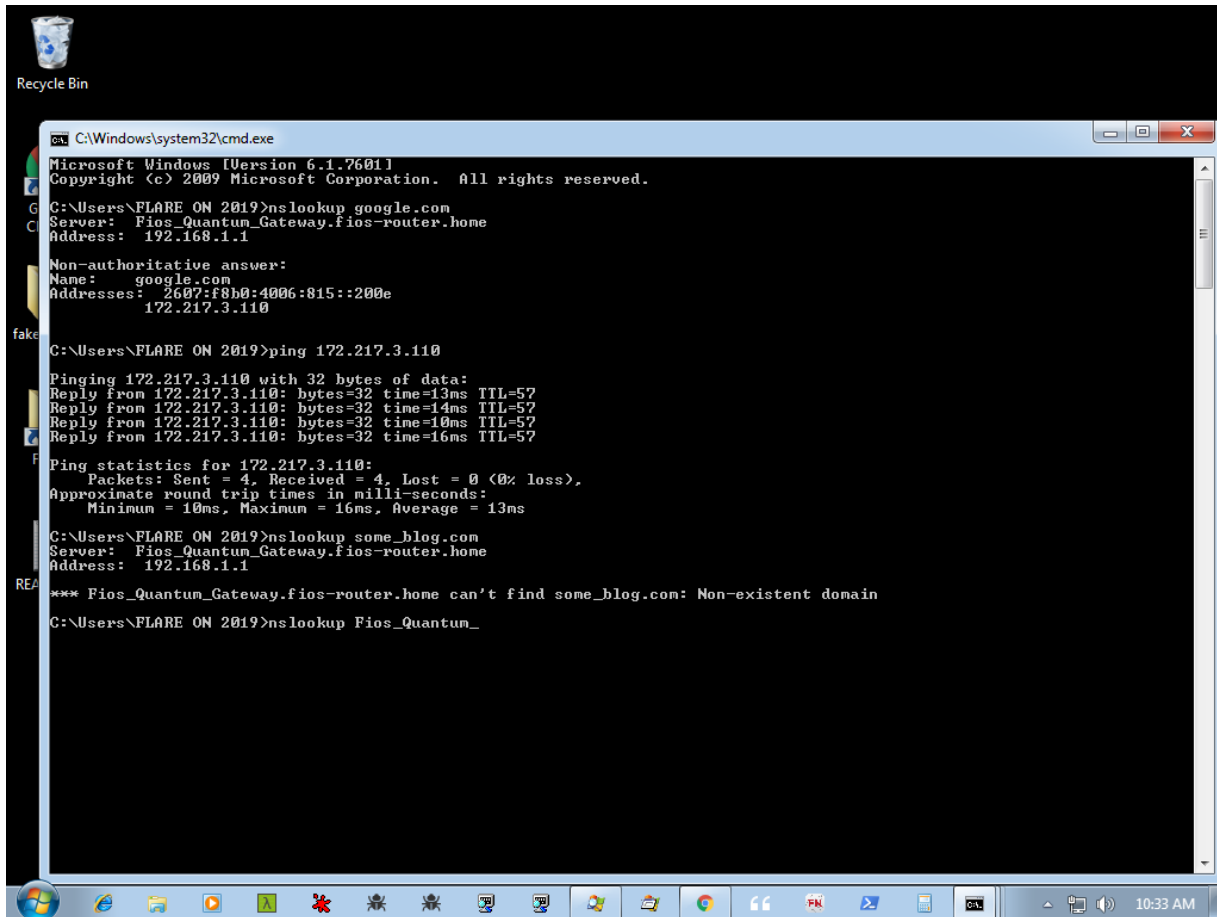 Recycle Bin
C:\Windows\system32\cmd.exe
Microsoft Windows [Version 6.1.7601]
Copyright (c) 2009 Microsoft Corporation.  All rights reserved.
C:\Users\FLARE ON 2019>nslookup google.com
Server:  Fios_Quantum_Gateway.fios-router.home
Address:  192.168.1.1
Non-authoritative answer:
Name:    google.com
Addresses:  2607:f8b0:4006:815::200e
172.217.3.110
C:\Users\FLARE ON 2019>ping 172.217.3.110
Pinging 172.217.3.110 with 32 bytes of data:
Reply from 172.217.3.110: bytes=32 time=13ms TTL=57
Reply from 172.217.3.110: bytes=32 time=14ms TTL=57
Reply from 172.217.3.110: bytes=32 time=10ms TTL=57
Reply from 172.217.3.110: bytes=32 time=16ms TTL=57
Ping statistics for 172.217.3.110:
Packets: Sent = 4, Received = 4, Lost = 0 (0% loss),
Approximate round trip times in milli-seconds:
Minimum = 10ms, Maximum = 16ms, Average = 13ms
C:\Users\FLARE ON 2019>nslookup some_blog.com
Server:  Fios_Quantum_Gateway.fios-router.home
Address:  192.168.1.1
*** Fios_Quantum_Gateway.fios-router.home can't find some_blog.com: Non-existent domain
C:\Users\FLARE ON 2019>nslookup Fios_Quantum_
fake
REA
10:33 AM